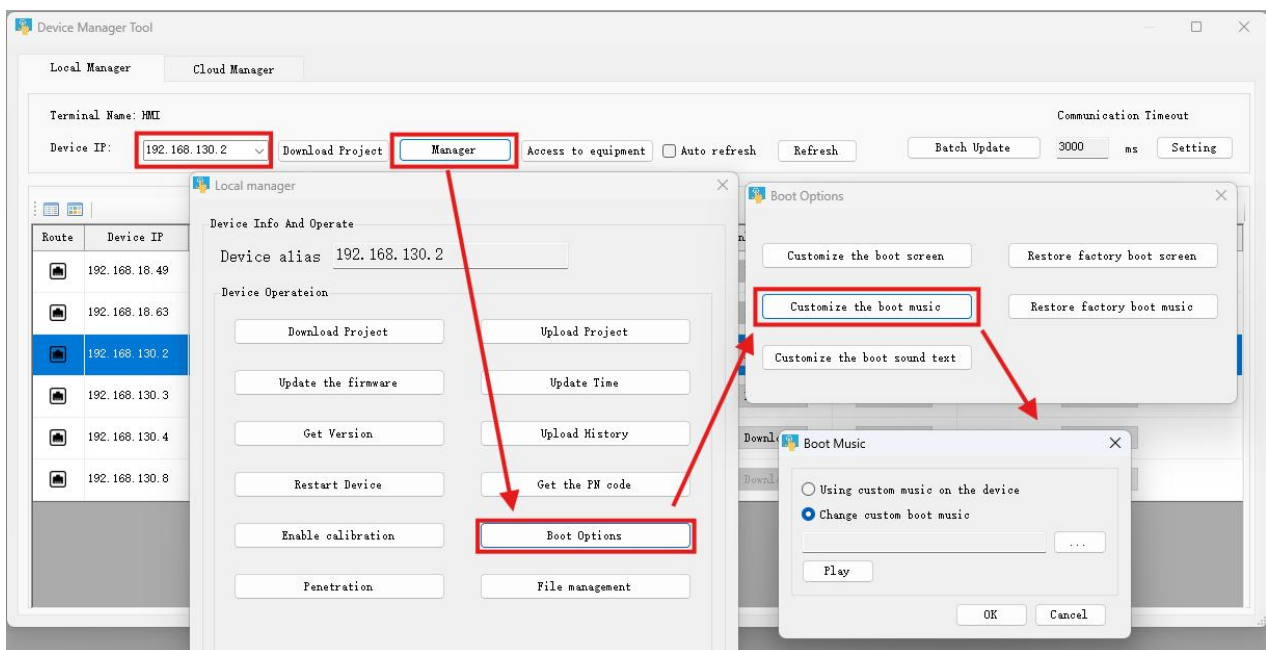 Device Manager Tool
Local Manager
Cloud Manager
Terminal Name: HMI
Communication Timeout
Device IP:
192.168.130.2
Download Project
Manager
Access to equipment
Auto refresh
Refresh
Batch Update
3000
ms
Setting
Route
Device IP
192.168.18.49
192.168.18.63
192.168.130.2
192.168.130.3
192.168.130.4
192.168.130.8
Local manager
Device Info And Operate
Device alias
192.168.130.2
Device Operateion
Download Project
Upload Project
Update the firmware
Update Time
Get Version
Upload History
Restart Device
Get the PN code
Enable calibration
Boot Options
Penetration
File management
Boot Options
Customize the boot screen
Restore factory boot screen
Customize the boot music
Restore factory boot music
Customize the boot sound text
Boot Music
Using custom music on the device
Change custom boot music
...
Play
OK
Cancel